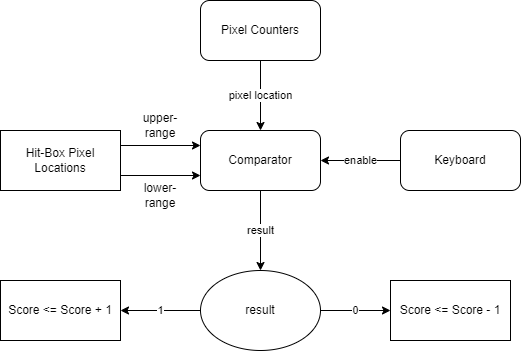 Pixel Counters
pixel location
upper-
range
Hit-Box Pixel
Locations
Comparator
enable
Keyboard
lower-
range
result
Score <= Score + 1
1
result
0
Score <= Score - 1